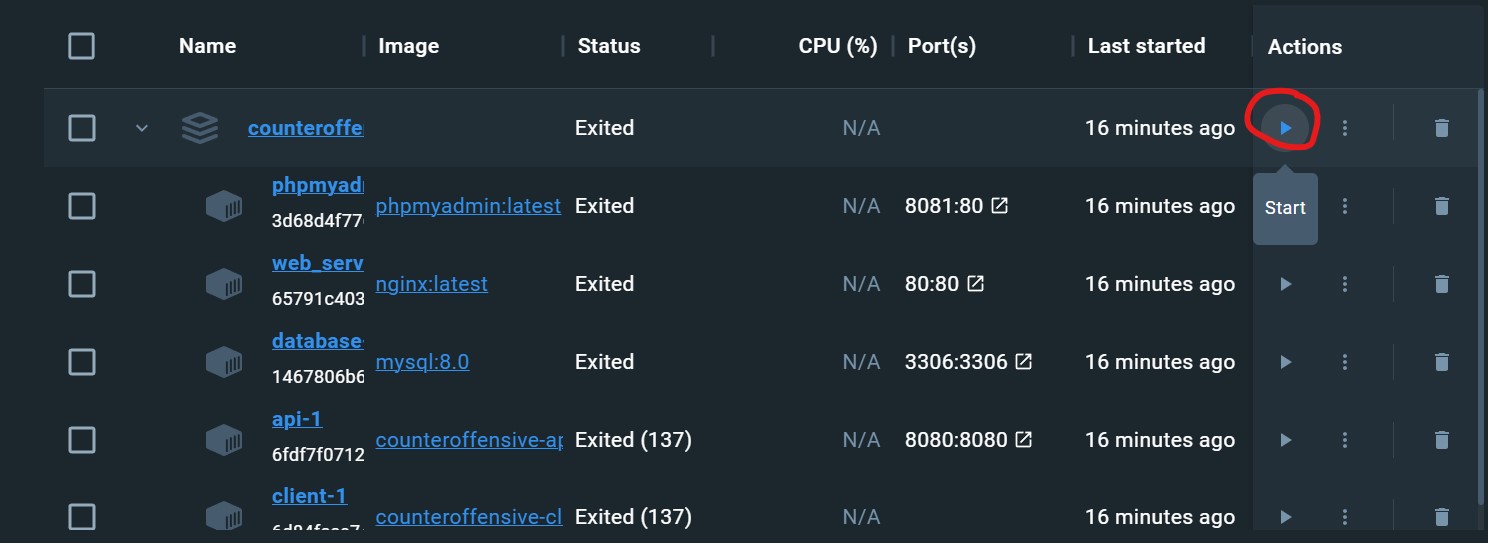 Name Image Status CPU (%) Port(s) Last started Actions
counteroffe Exited N/A 16 minutes ago
phpmyad
3d68d4f77 phpmyadmin:latest Exited N/A 8081:80 16 minutes ago Start
web_serv
65791c403 nginx:latest Exited N/A 80:80 16 minutes ago
database
1467806b6 mysql:8.0 Exited N/A 3306:3306 16 minutes ago
api-1
6fdf7f0712 counteroffensive-ap Exited (137) N/A 8080:8080 16 minutes ago
client-1
counteroffensive-cl Exited (137) N/A 16 minutes ago